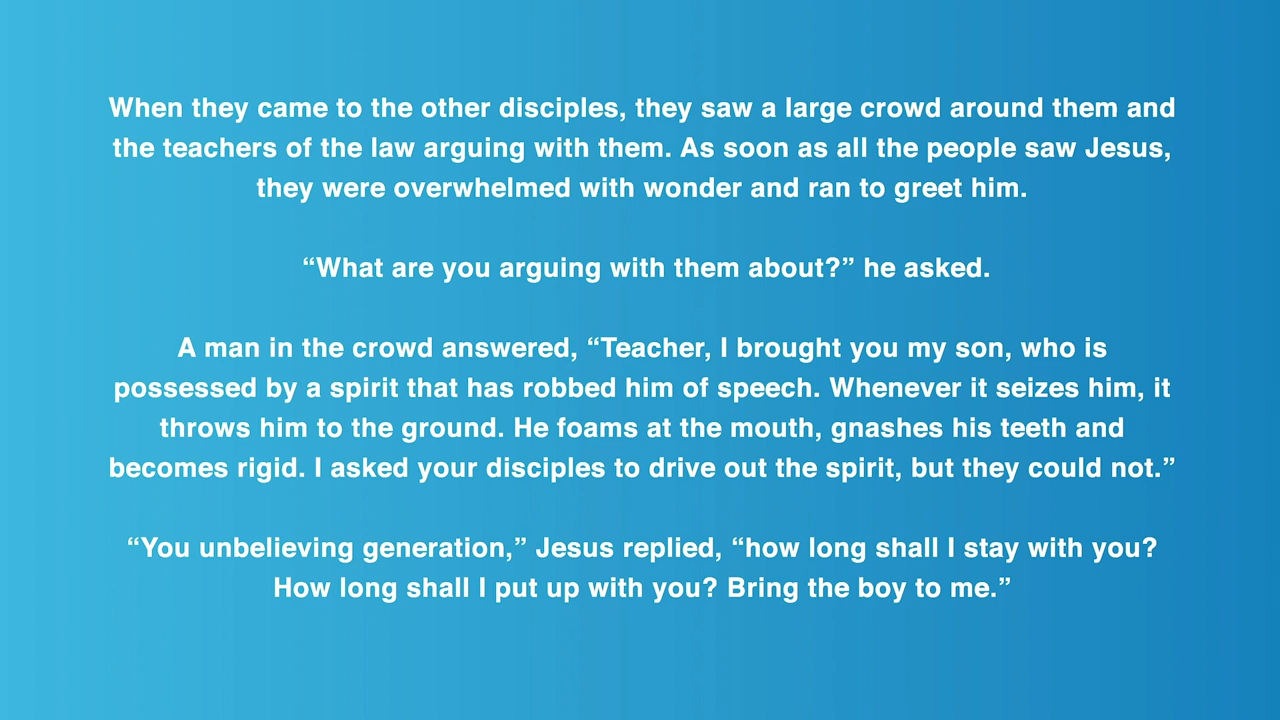 When they came to the other disciples, they saw a large crowd around them and
the teachers of the law arguing with them. As soon as all the people saw Jesus,
they were overwhelmed with wonder and ran to greet him.
“What are you arguing with them about?” he asked.
A man in the crowd answered, “Teacher, I brought you my son, who is
possessed by a spirit that has robbed him of speech. Whenever it seizes him, it
throws him to the ground. He foams at the mouth, gnashes his teeth and
becomes rigid. I asked your disciples to drive out the spirit, but they could not.”
“You unbelieving generation,” Jesus replied, “how long shall I stay with you?
How long shall I put up with you? Bring the boy to me.”